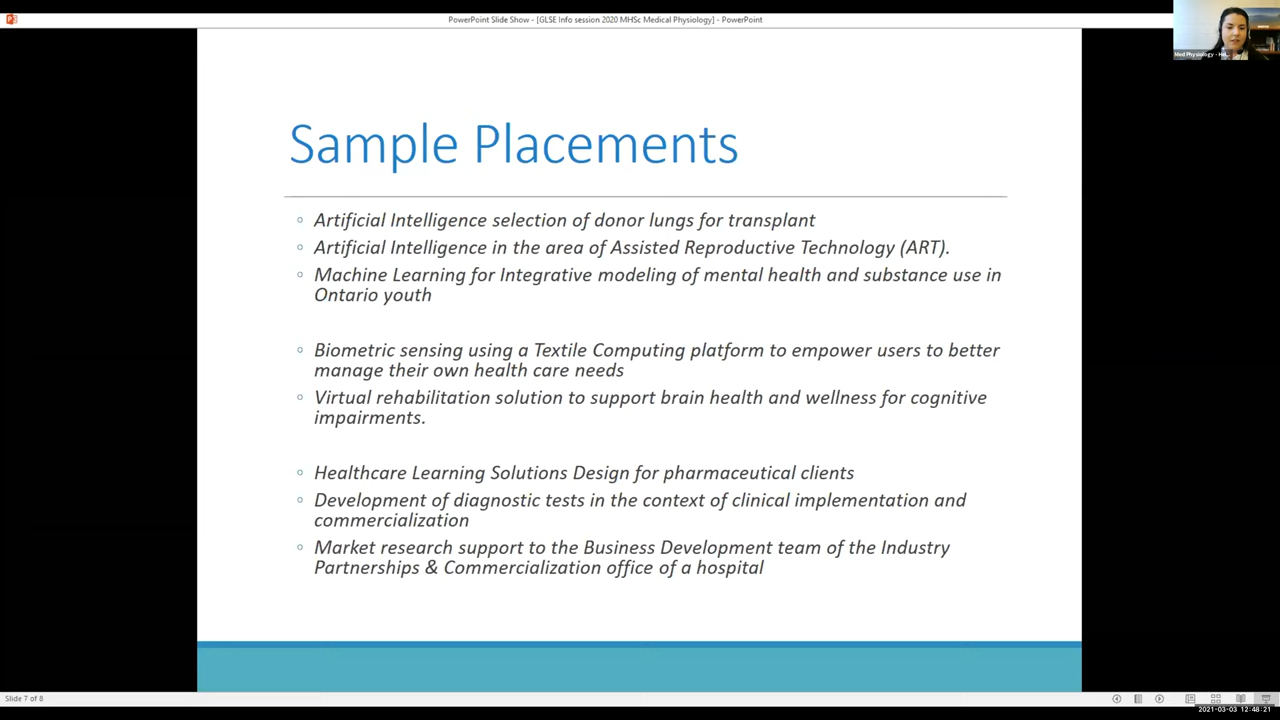 PowerPoint Slide Show - [GLSE Info session 2020 MHSc Medical Physiology] - PowerPoint
Med Physiology -
Sample Placements
Artificial Intelligence selection of donor lungs for transplant
Artificial Intelligence in the area of Assisted Reproductive Technology (ART).
Machine Learning for Integrative modeling of mental health and substance use in
Ontario youth
Biometric sensing using a Textile Computing platform to empower users to better
manage their own health care needs
Virtual rehabilitation solution to support brain health and wellness for cognitive
impairments.
Healthcare Learning Solutions Design for pharmaceutical clients
Development of diagnostic tests in the context of clinical implementation and
commercialization
Market research support to the Business Development team of the Industry
Partnerships & Commercialization office of a hospital
Slide 7 of 8
2021-03-03 12:48:21